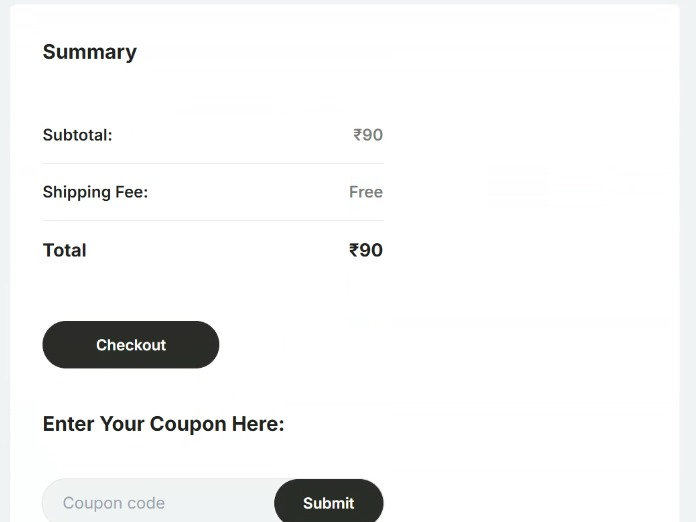 Summary
Subtotal: ₹90
Shipping Fee: Free
Total ₹90
Checkout
Enter Your Coupon Here:
Coupon code Submit